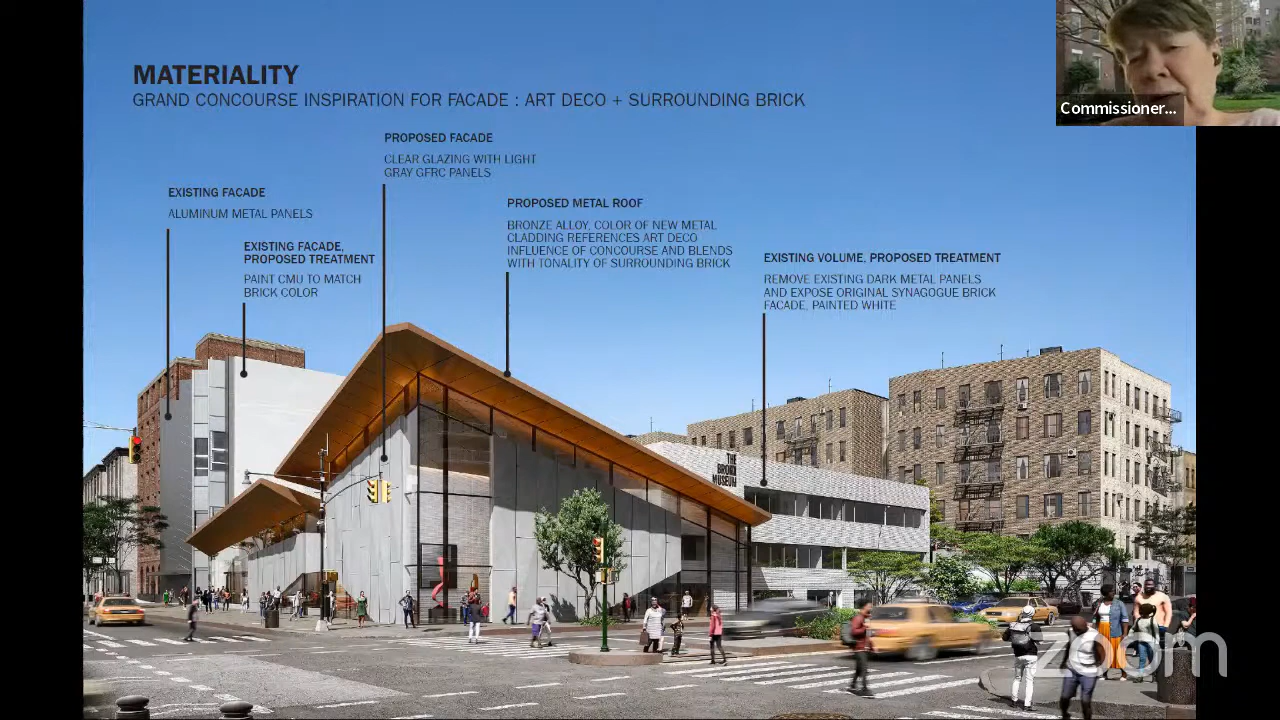 MATERIALITY
GRAND CONCOURSE INSPIRATION FOR FACADE : ART DECO + SURROUNDING BRICK
Commissioner...
PROPOSED FACADE
CLEAR GLAZING WITH LIGHT
GRAY GFRC PANELS
EXISTING FACADE
ALUMINUM METAL PANELS
EXISTING FACADE,
PROPOSED TREATMENT
PAINT CMU TO MATCH
BRICK COLOR
PROPOSED METAL ROOF
BRONZE ALLOY, COLOR OF NEW METAL
CLADDING REFERENCES ART DECO
INFLUENCE OF CONCOURSE AND BLENDS
WITH TONALITY OF SURROUNDING BRICK
EXISTING VOLUME, PROPOSED TREATMENT
REMOVE EXISTING DARK METAL PANELS
AND EXPOSE ORIGINAL SYNAGOGUE BRICK
FACADE, PAINTED WHITE
THE
BRONX
MUSEUM
zoom